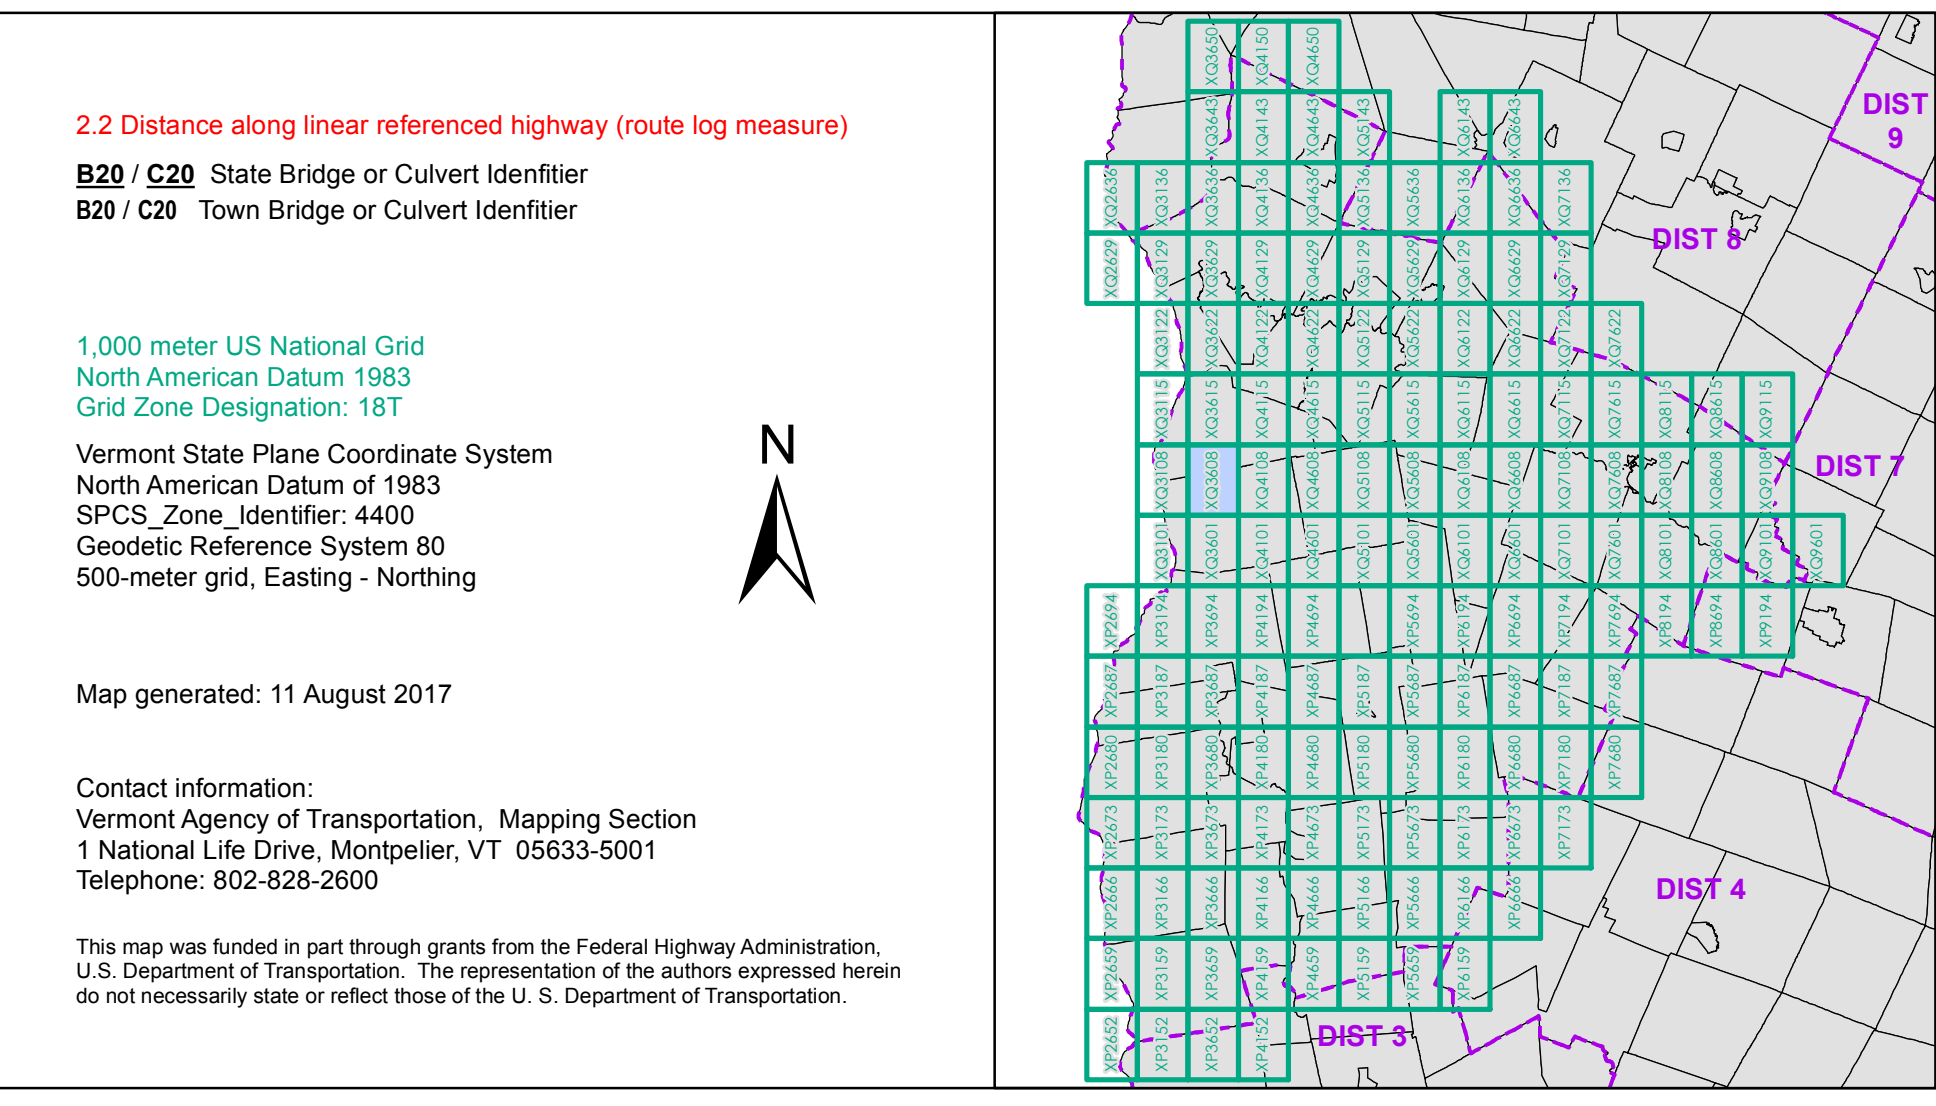 2.2 Distance along linear referenced highway (route log measure)
B20 / C20 State Bridge or Culvert Idenfitier
B20 / C20 Town Bridge or Culvert Idenfitier
1,000 meter US National Grid
North American Datum 1983
Grid Zone Designation: 18T
Vermont State Plane Coordinate System
North American Datum of 1983
SPCS_Zone_Identifier: 4400
Geodetic Reference System 80
500-meter grid, Easting - Northing
N
Map generated: 11 August 2017
Contact information:
Vermont Agency of Transportation, Mapping Section
1 National Life Drive, Montpelier, VT 05633-5001
Telephone: 802-828-2600
This map was funded in part through grants from the Federal Highway Administration,
U.S. Department of Transportation. The representation of the authors expressed herein
do not necessarily state or reflect those of the U. S. Department of Transportation.
XQ3650 XQ4150 XQ4650
XQ3643 XQ4143 XQ4643 XQ5143 XQ6143 XQ6643
XQ2636 XQ3136 XQ3636 XQ4136 XQ4636 XQ5136 XQ5636 XQ6136 XQ6636 XQ7136
XQ2629 XQ3129 XQ3629 XQ4129 XQ4629 XQ5129 XQ5629 XQ6129 XQ6629 XQ7129
XQ3122 XQ3622 XQ4122 XQ4622 XQ5122 XQ5622 XQ6122 XQ6622 XQ7122 XQ7622
XQ3115 XQ3615 XQ4115 XQ4615 XQ5115 XQ5615 XQ6115 XQ6615 XQ7115 XQ7615 XQ8115 XQ8615 XQ9115
XQ3108 XQ3608 XQ4108 XQ4608 XQ5108 XQ5608 XQ6108 XQ6608 XQ7108 XQ7608 XQ8108 XQ8608 XQ9108
XQ3101 XQ3601 XQ4101 XQ4601 XQ5101 XQ5601 XQ6101 XQ6601 XQ7101 XQ7601 XQ8101 XQ8601 XQ9101 XQ9601
XP2694 XP3194 XP3694 XP4194 XP4694 XP5194 XP5694 XP6194 XP6694 XP7194 XP7694 XP8194 XP8694 XP9194
XP2687 XP3187 XP3687 XP4187 XP4687 XP5187 XP5687 XP6187 XP6687 XP7187 XP7687
XP2680 XP3180 XP3680 XP4180 XP4680 XP5180 XP5680 XP6180 XP6680 XP7180 XP7680
XP2673 XP3173 XP3673 XP4173 XP4673 XP5173 XP5673 XP6173 XP6673 XP7173
XP2666 XP3166 XP3666 XP4166 XP4666 XP5166 XP5666 XP6166 XP6666
XP2659 XP3159 XP3659 XP4159 XP4659 XP5159 XP5659 XP6159
XP2652 XP3152 XP3652 XP4152
DIST
9
DIST 8
DIST 7
DIST 4
DIST 3